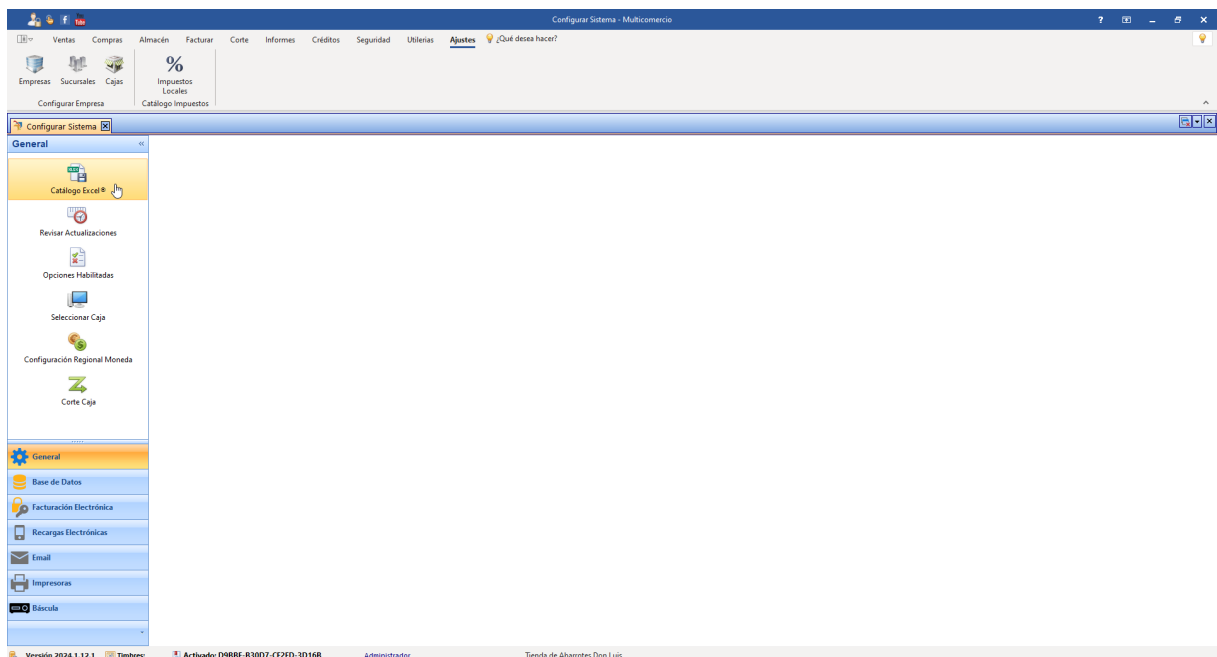 You Tube
Configurar Sistema - Multicomercio
Ventas Compras Almacén Facturar Corte Informes Créditos Seguridad Utilerias Ajustes ¿Qué desea hacer?
Empresas Sucursales Cajas
Impuestos
Locales
Configurar Empresa Catálogo Impuestos
Configurar Sistema
General
Catálogo Excel®
Revisar Actualizaciones
Opciones Habilitadas
Seleccionar Caja
Configuración Regional Moneda
Corte Caja
General
Base de Datos
Facturación Electrónica
Recargas Electrónicas
Email
Impresoras
Báscula
Versión 2024.1.12.1 Timbres: Activado: D9BBF-B30D7-CF2FD-3D16B Administrador Tienda de Abarrotes Don Luis